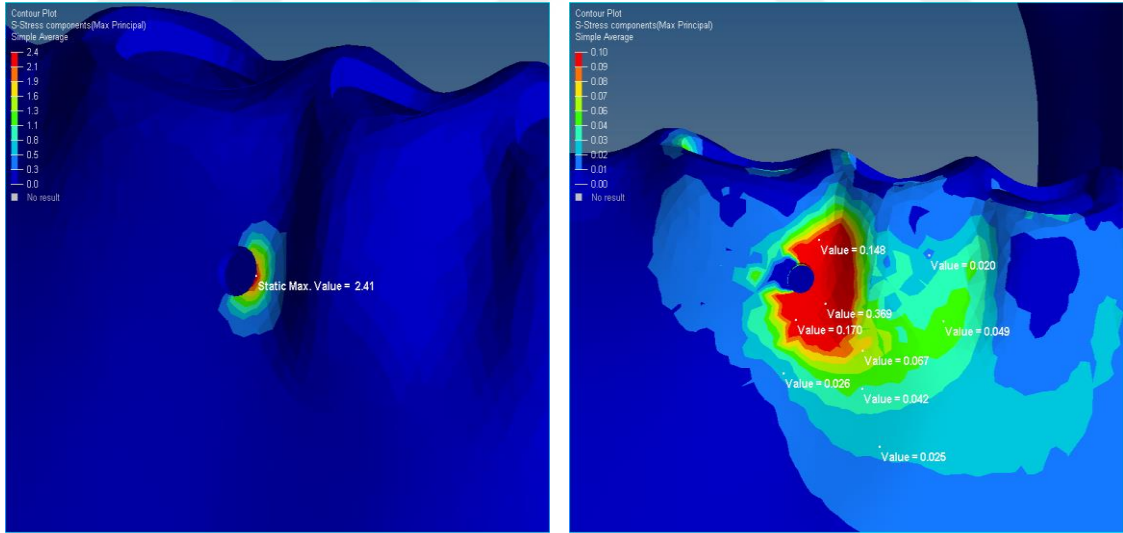 Contour Plot
S-Stress components(Max Principal)
Simple Average
2.4
2.1
1.9
1.6
1.3
1.1
0.8
0.5
0.3
0.0
No result
Static Max. Value = 2.41
Contour Plot
S-Stress components(Max Principal)
Simple Average
0.10
0.09
0.08
0.07
0.06
0.04
0.03
0.02
0.01
0.00
No result
Value = 0.148
Value = 0.020
Value = 0.369
Value = 0.170
Value = 0.049
Value = 0.067
Value = 0.026
Value = 0.042
Value = 0.025